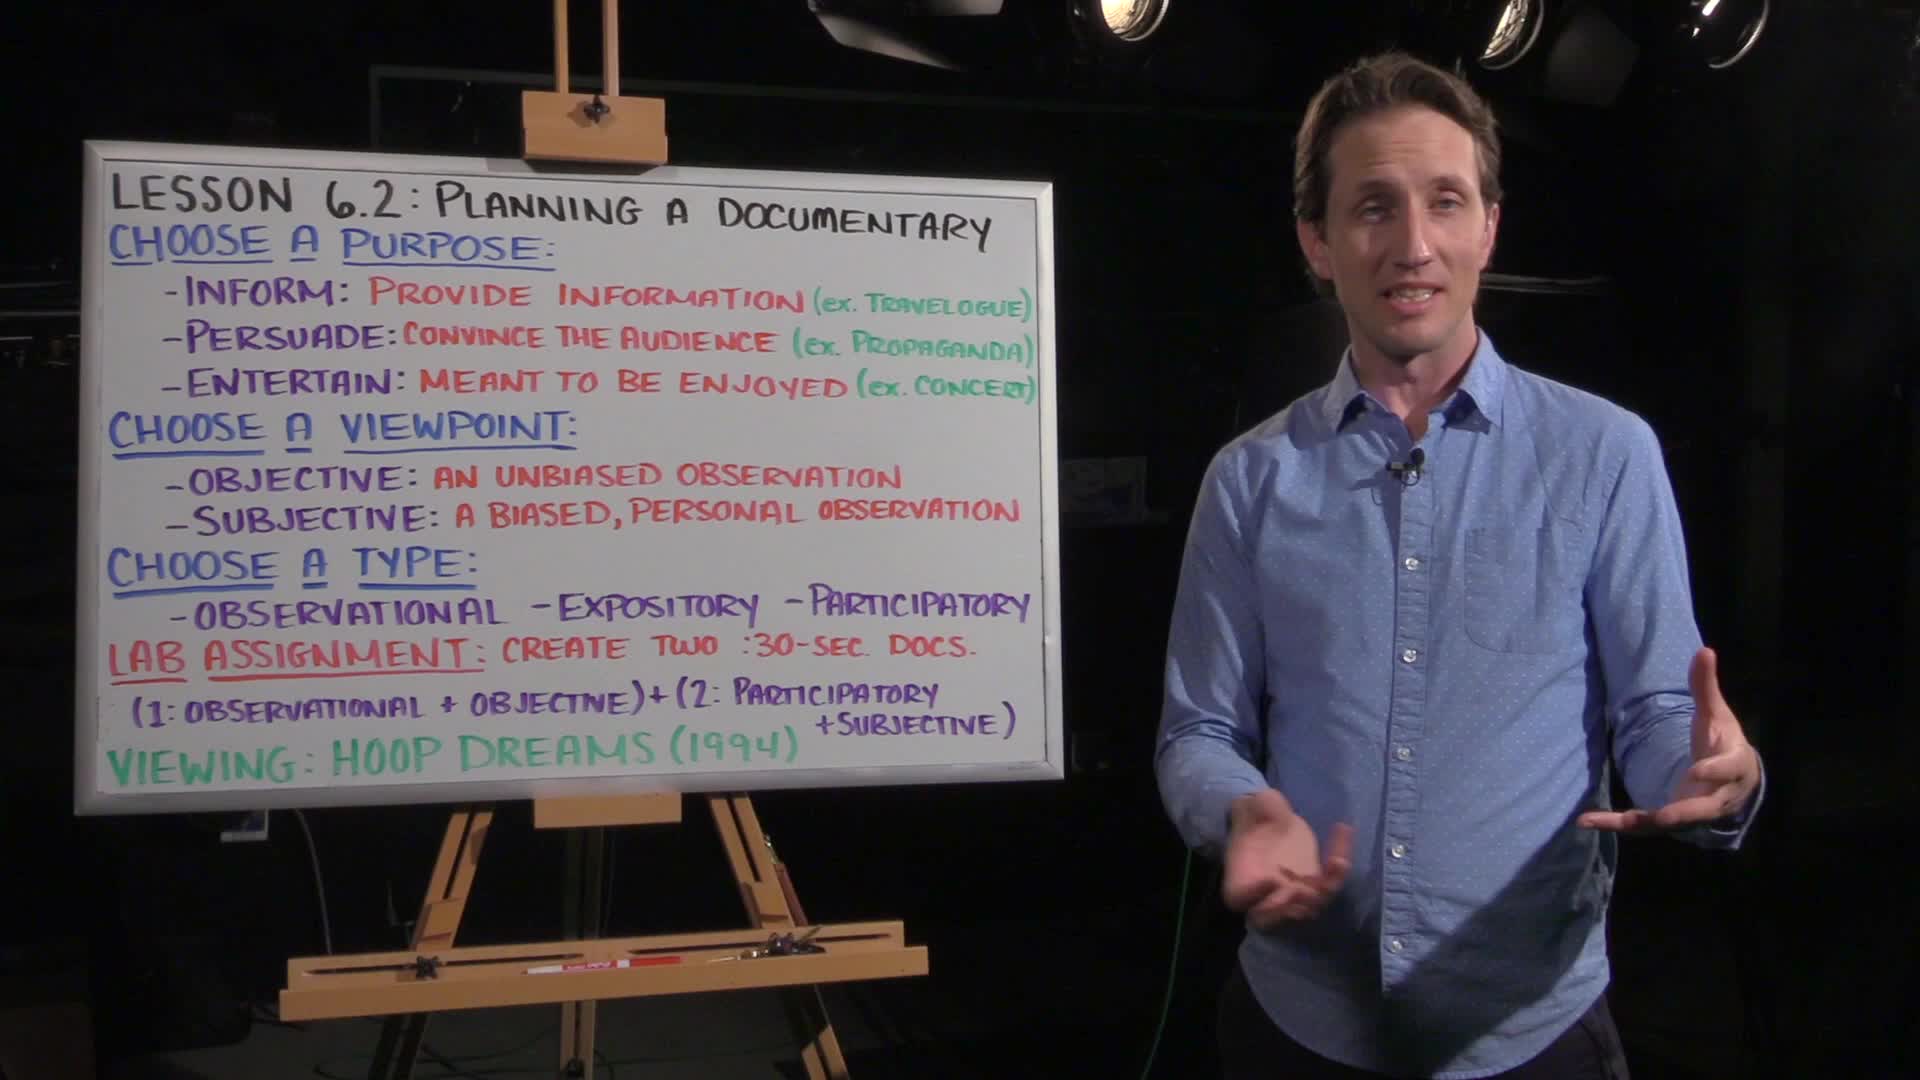 LESSON 6.2: PLANNING A DOCUMENTARY
CHOOSE A PURPOSE:
-INFORM: PROVIDE INFORMATION (ex. TRAVELOGUE)
-PERSUADE: CONVINCE THE AUDIENCE (ex. PROPAGANDA)
-ENTERTAIN: MEANT TO BE ENJOYED (ex. CONCERT)
CHOOSE A VIEWPOINT:
-OBJECTIVE: AN UNBIASED OBSERVATION
-SUBJECTIVE: A BIASED, PERSONAL OBSERVATION
CHOOSE A TYPE:
-OBSERVATIONAL -EXPOSITORY -PARTICIPATORY
LAB ASSIGNMENT: CREATE TWO :30-SEC. DOCS.
(1: OBSERVATIONAL + OBJECTIVE) + (2: PARTICIPATORY
+SUBJECTIVE)
VIEWING: HOOP DREAMS (1994)